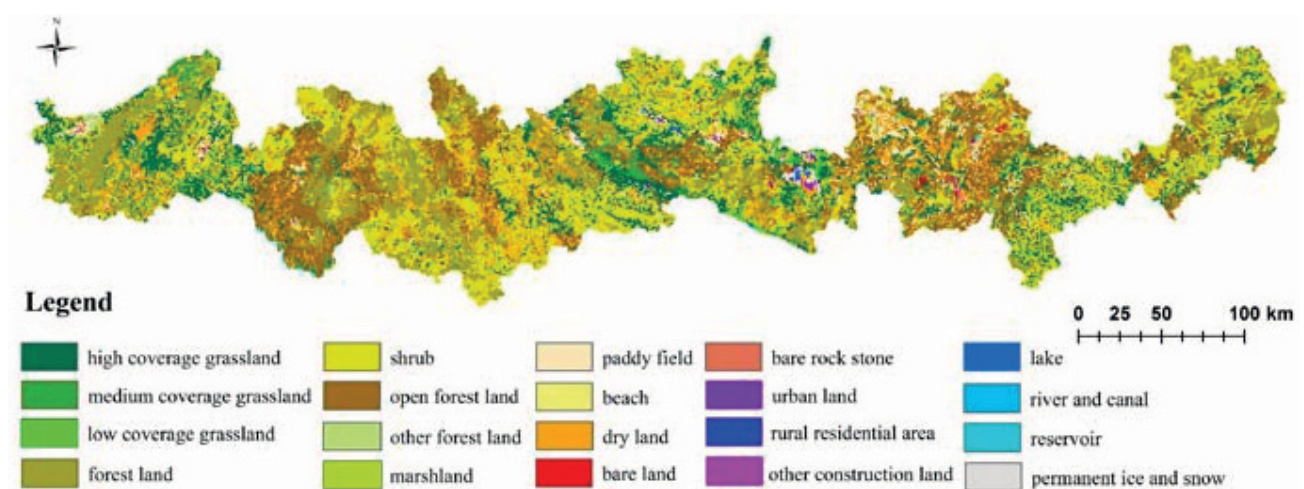 N
Legend
0 25 50 100 km
high coverage grassland
shrub
paddy field
bare rock stone
lake
medium coverage grassland
open forest land
beach
urban land
river and canal
low coverage grassland
other forest land
dry land
rural residential area
reservoir
forest land
marshland
bare land
other construction land
permanent ice and snow